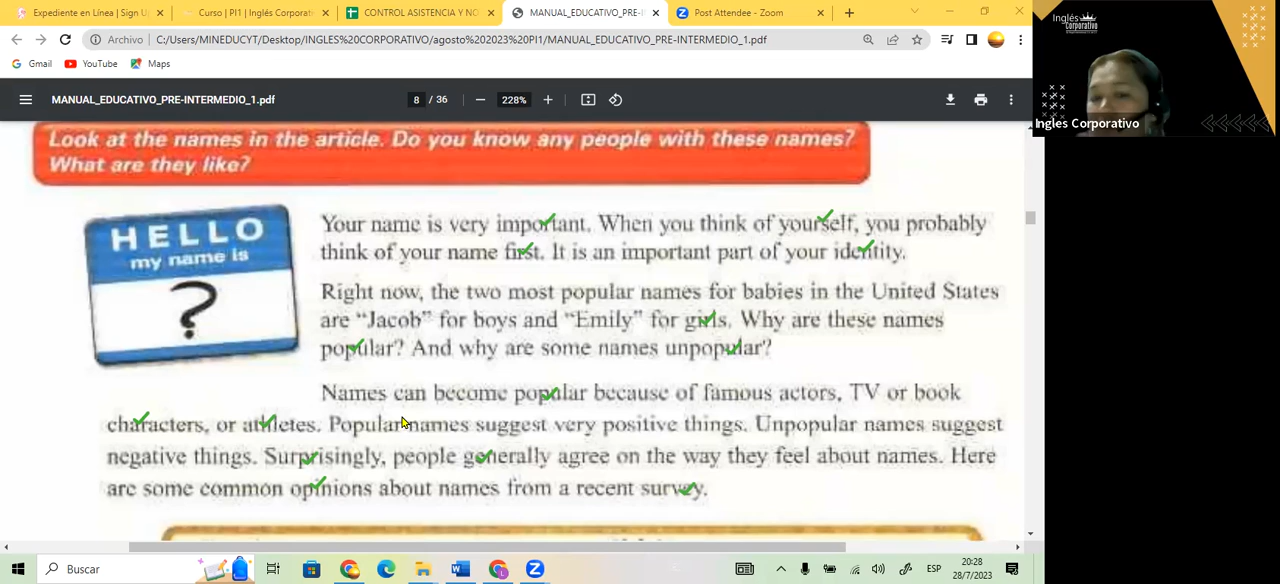 Expediente en Línea | Sign U
Curso | PI1 | Inglés Corporati
CONTROL ASISTENCIA Y NO
MANUAL_EDUCATIVO_PRE-I
Post Attendee - Zoom
Archivo
C:/Users/MINEDUCYT/Desktop/INGLES%20CORPORATIVO/agosto%202023%20PI1/MANUAL_EDUCATIVO_PRE-INTERMEDIO_1.pdf
Gmail
YouTube
Maps
MANUAL_EDUCATIVO_PRE-INTERMEDIO_1.pdf
8 / 36
228%
Look at the names in the article. Do you know any people with these names?
What are they like?
HELLO
my name is
?
Your name is very important. When you think of yourself, you probably
think of your name first. It is an important part of your identity.
Right now, the two most popular names for babies in the United States
are “Jacob” for boys and “Emily” for girls. Why are these names
popular? And why are some names unpopular?
Names can become popular because of famous actors, TV or book
characters, or athletes. Popular names suggest very positive things. Unpopular names suggest
negative things. Surprisingly, people generally agree on the way they feel about names. Here
are some common opinions about names from a recent survey.
Inglés
Corporativo
Ingles Corporativo
Buscar
ESP
20:28
28/7/2023